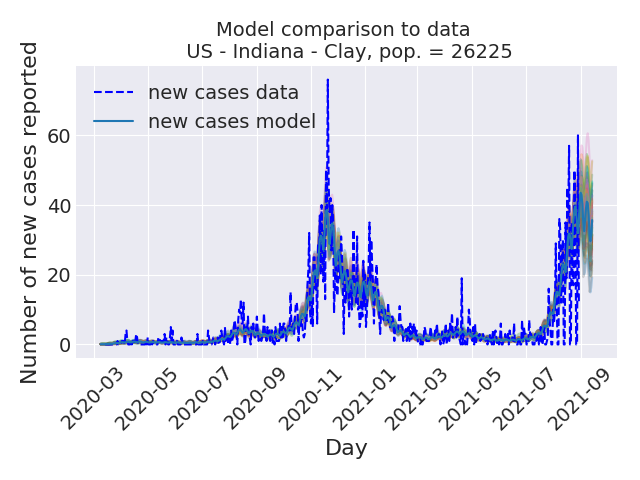 Model comparison to data
US - Indiana - Clay, pop. = 26225
new cases data
new cases model
Number of new cases reported
60
40
20
0
2020-03
2020-05
2020-07
2020-09
2020-11
2021-01
2021-03
2021-05
2021-07
2021-09
Day